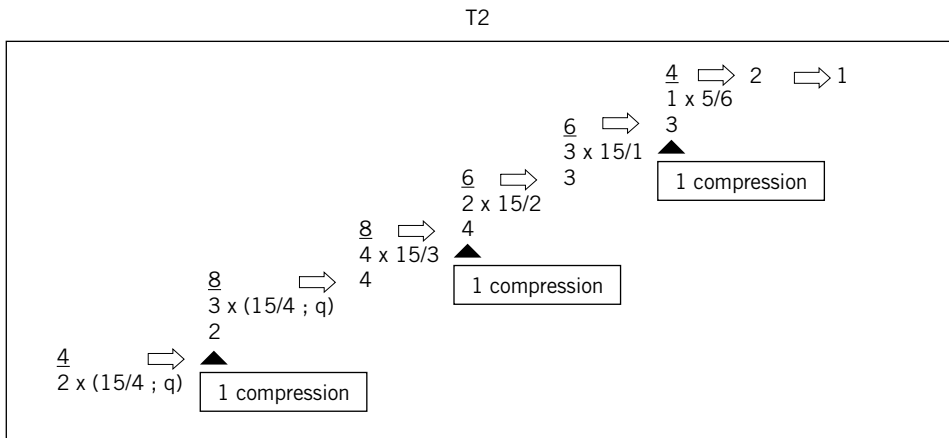 T2
4
2 x (15/4 ; q)
8
3 x (15/4 ; q)
2
1 compression
8
4 x 15/3
4
6
2 x 15/2
4
1 compression
6
3 x 15/1
3
4
1 x 5/6
3
1 compression
2
1